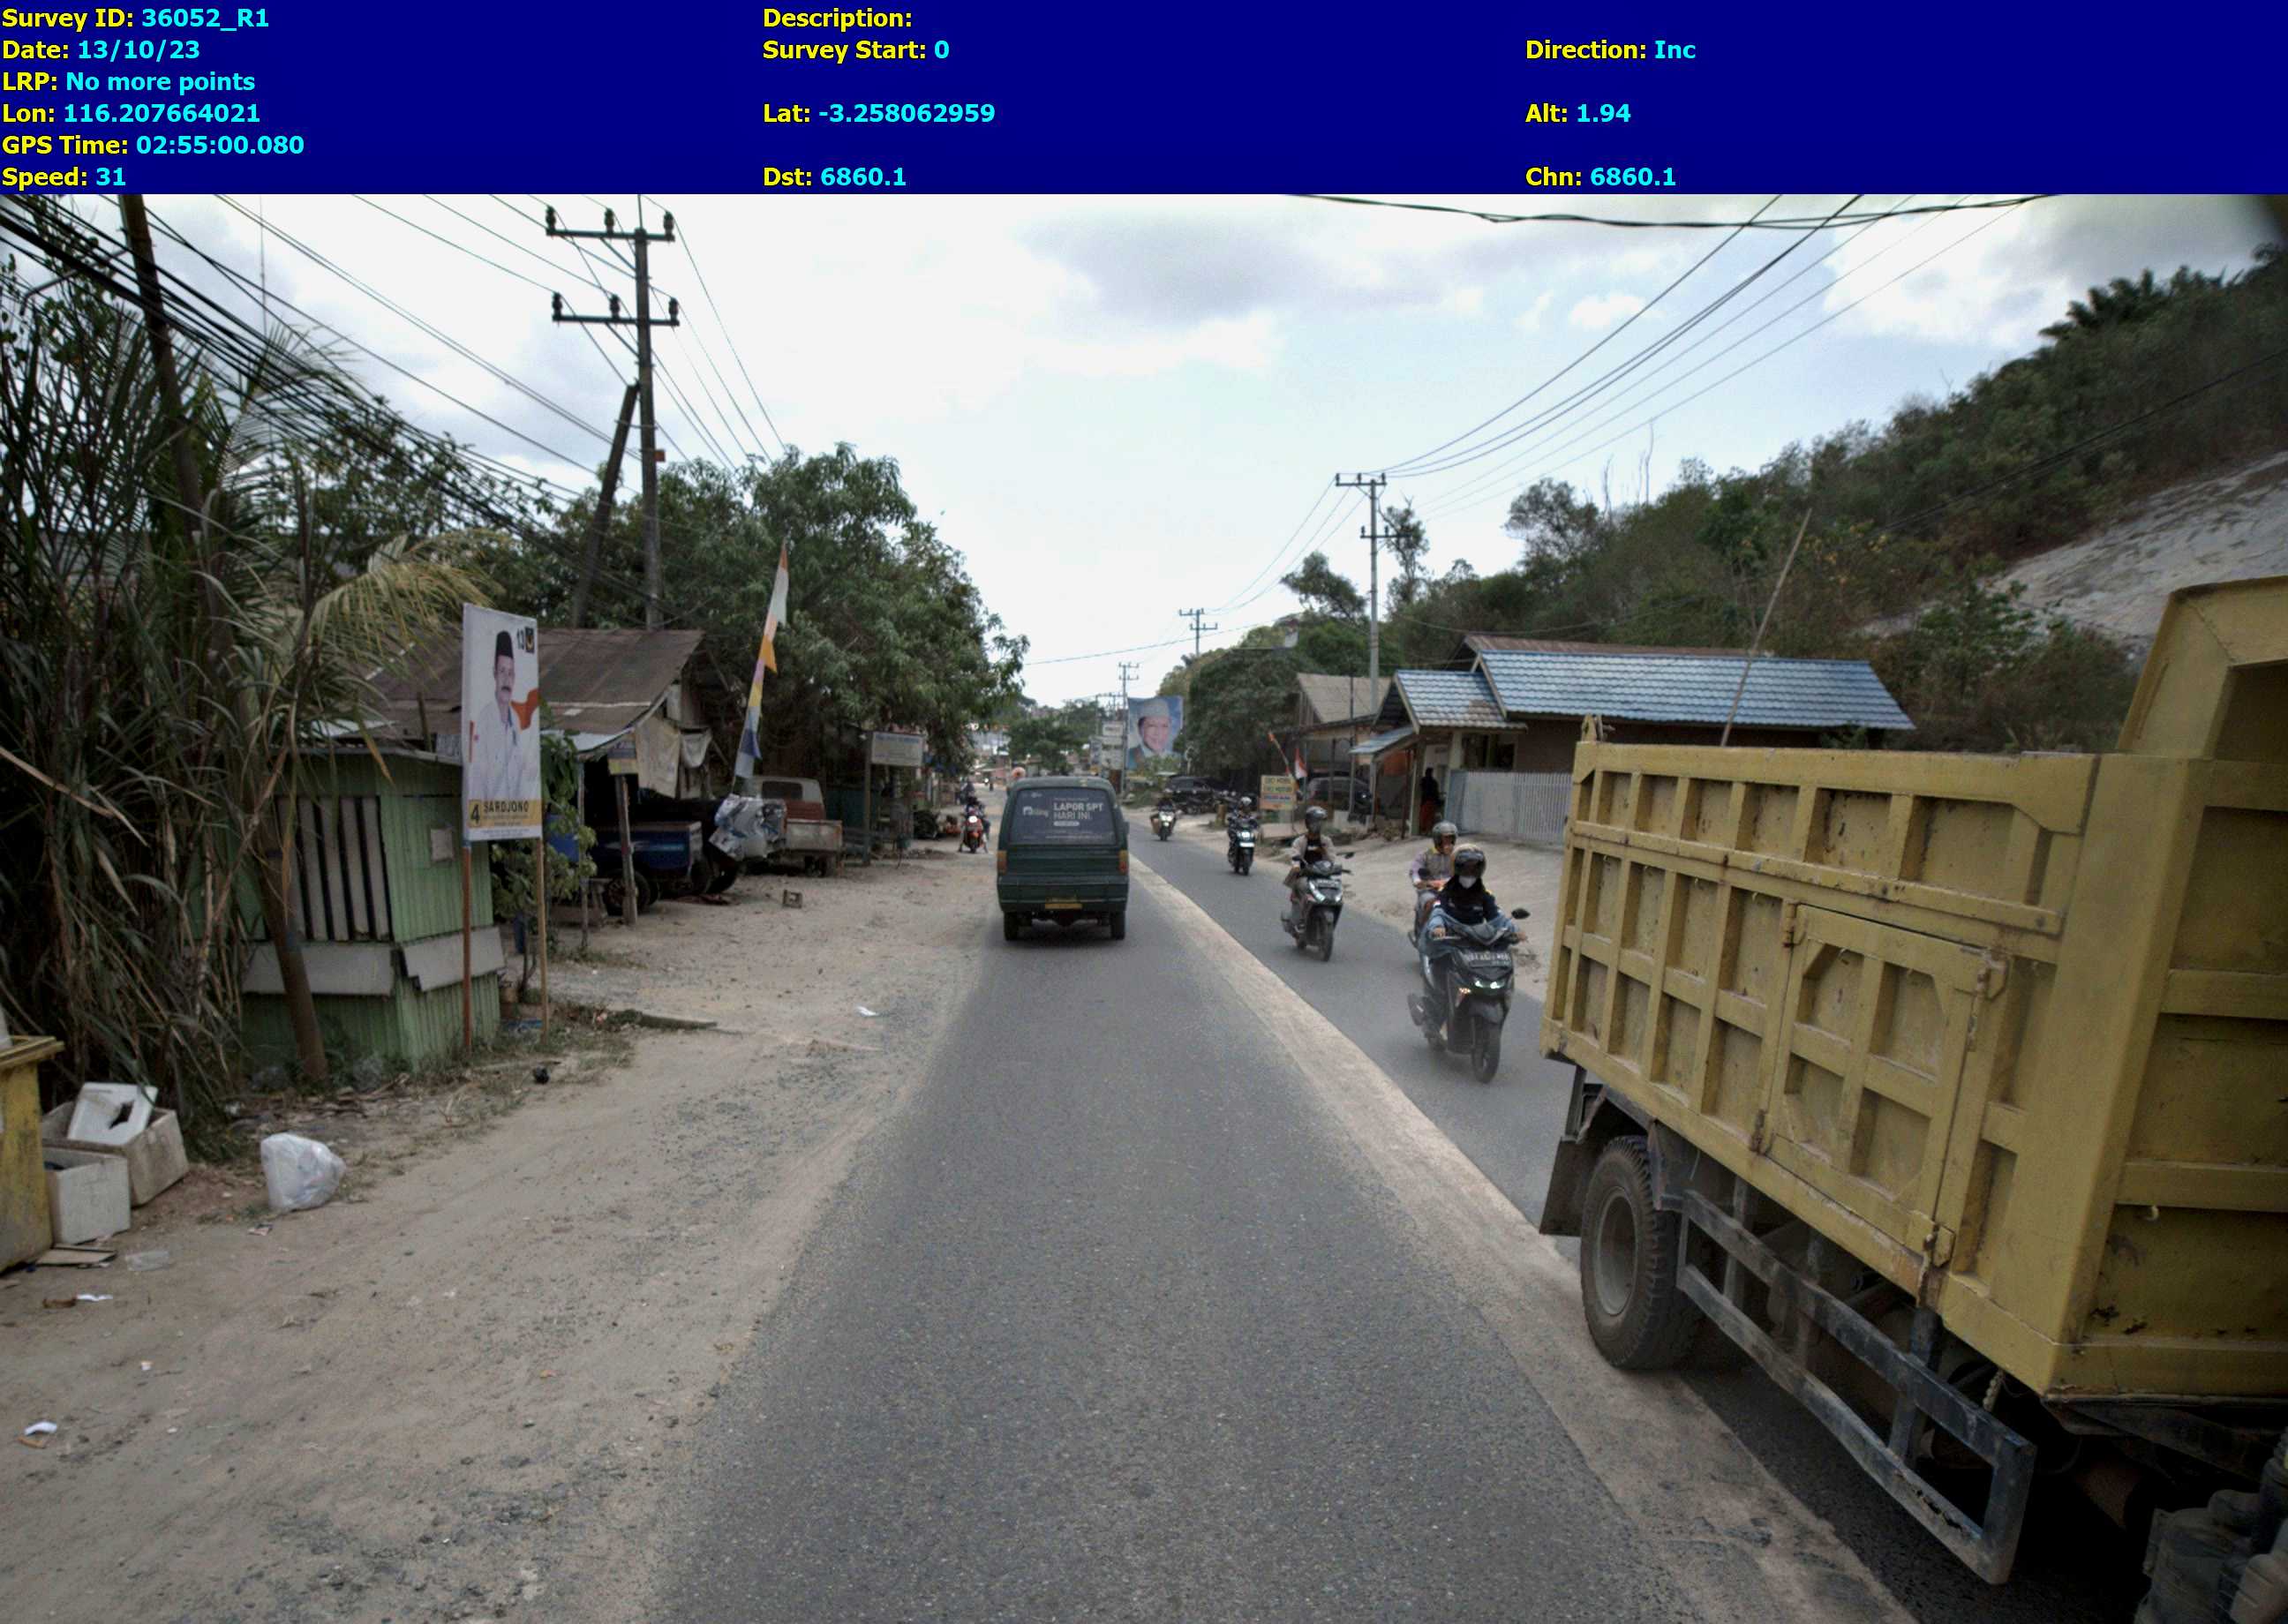 Survey ID: 36052_R1
Description:
Date: 13/10/23
Survey Start: 0
Direction: Inc
LRP: No more points
Lon: 116.207664021
Lat: -3.258062959
Alt: 1.94
GPS Time: 02:55:00.080
Speed: 31
Dst: 6860.1
Chn: 6860.1
13
4 SARDJONO
LAPOR SPT
HARI INI.